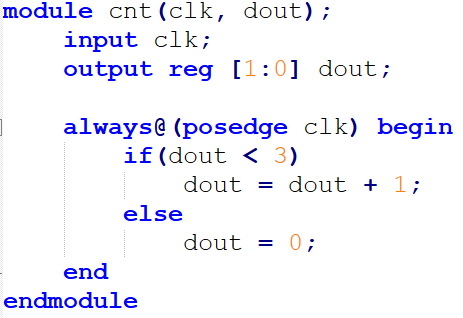 module cnt(clk, dout);
    input clk;
    output reg [1:0] dout;

    always@(posedge clk) begin
        if(dout < 3)
            dout = dout + 1;
        else
            dout = 0;
    end
endmodule